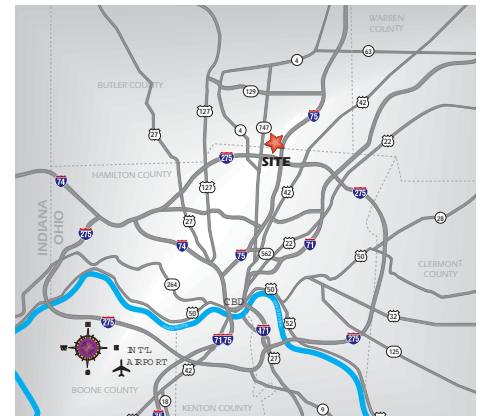 WARREN
COUNTY
63
4
BUTLER COUNTY
129
42
127
75
27
4
747
22
SITE
275
HAMILTON COUNTY
74
127
42
275
INDIANA
OHIO
27
28
275
74
22
71
75
562
50
CLERMONT
COUNTY
264
50
CBD
50
32
52
275
471
275
71 75
INT'L
AIRPORT
125
42
27
BOONE COUNTY
18
9
KENTON COUNTY